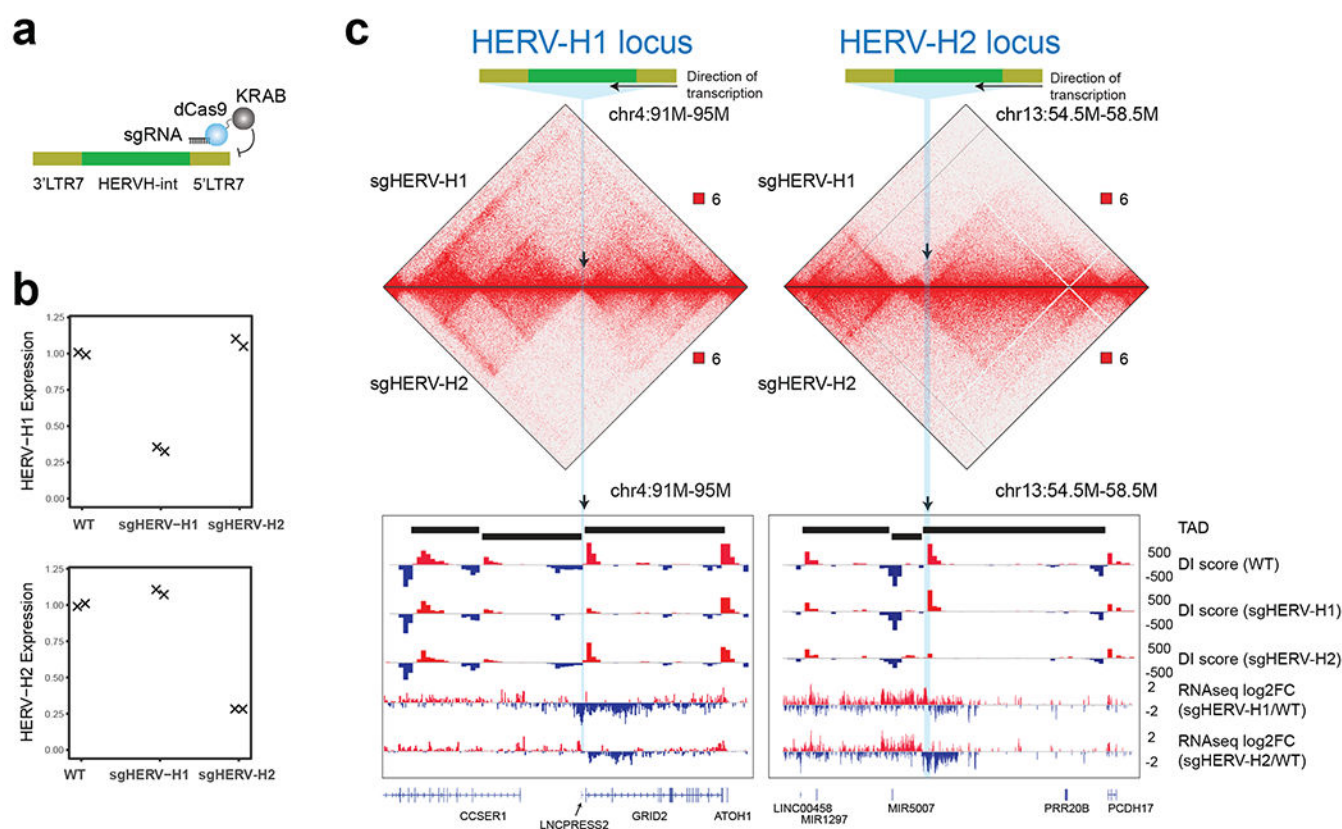 a
KRAB
dCas9
sgRNA
3'LTR7 HERVH-int 5'LTR7
b
HERV-H1 Expression
1.25
1.00
0.75
0.50
0.25
0.00
WT sgHERV-H1 sgHERV-H2
HERV-H2 Expression
1.25
1.00
0.75
0.50
0.25
0.00
WT sgHERV-H1 sgHERV-H2
c
HERV-H1 locus
Direction of
transcription
chr4:91M-95M
sgHERV-H1
6
sgHERV-H2
6
chr4:91M-95M
HERV-H2 locus
Direction of
transcription
chr13:54.5M-58.5M
sgHERV-H1
6
sgHERV-H2
6
chr13:54.5M-58.5M
TAD
500
-500
DI score (WT)
500
-500
DI score (sgHERV-H1)
500
-500
DI score (sgHERV-H2)
2
-2
RNAseq log2FC
(sgHERV-H1/WT)
2
-2
RNAseq log2FC
(sgHERV-H2/WT)
CCSER1
LNCPRESS2
GRID2
ATOH1
LINC00458
MIR1297
MIR5007
PRR20B
PCDH17